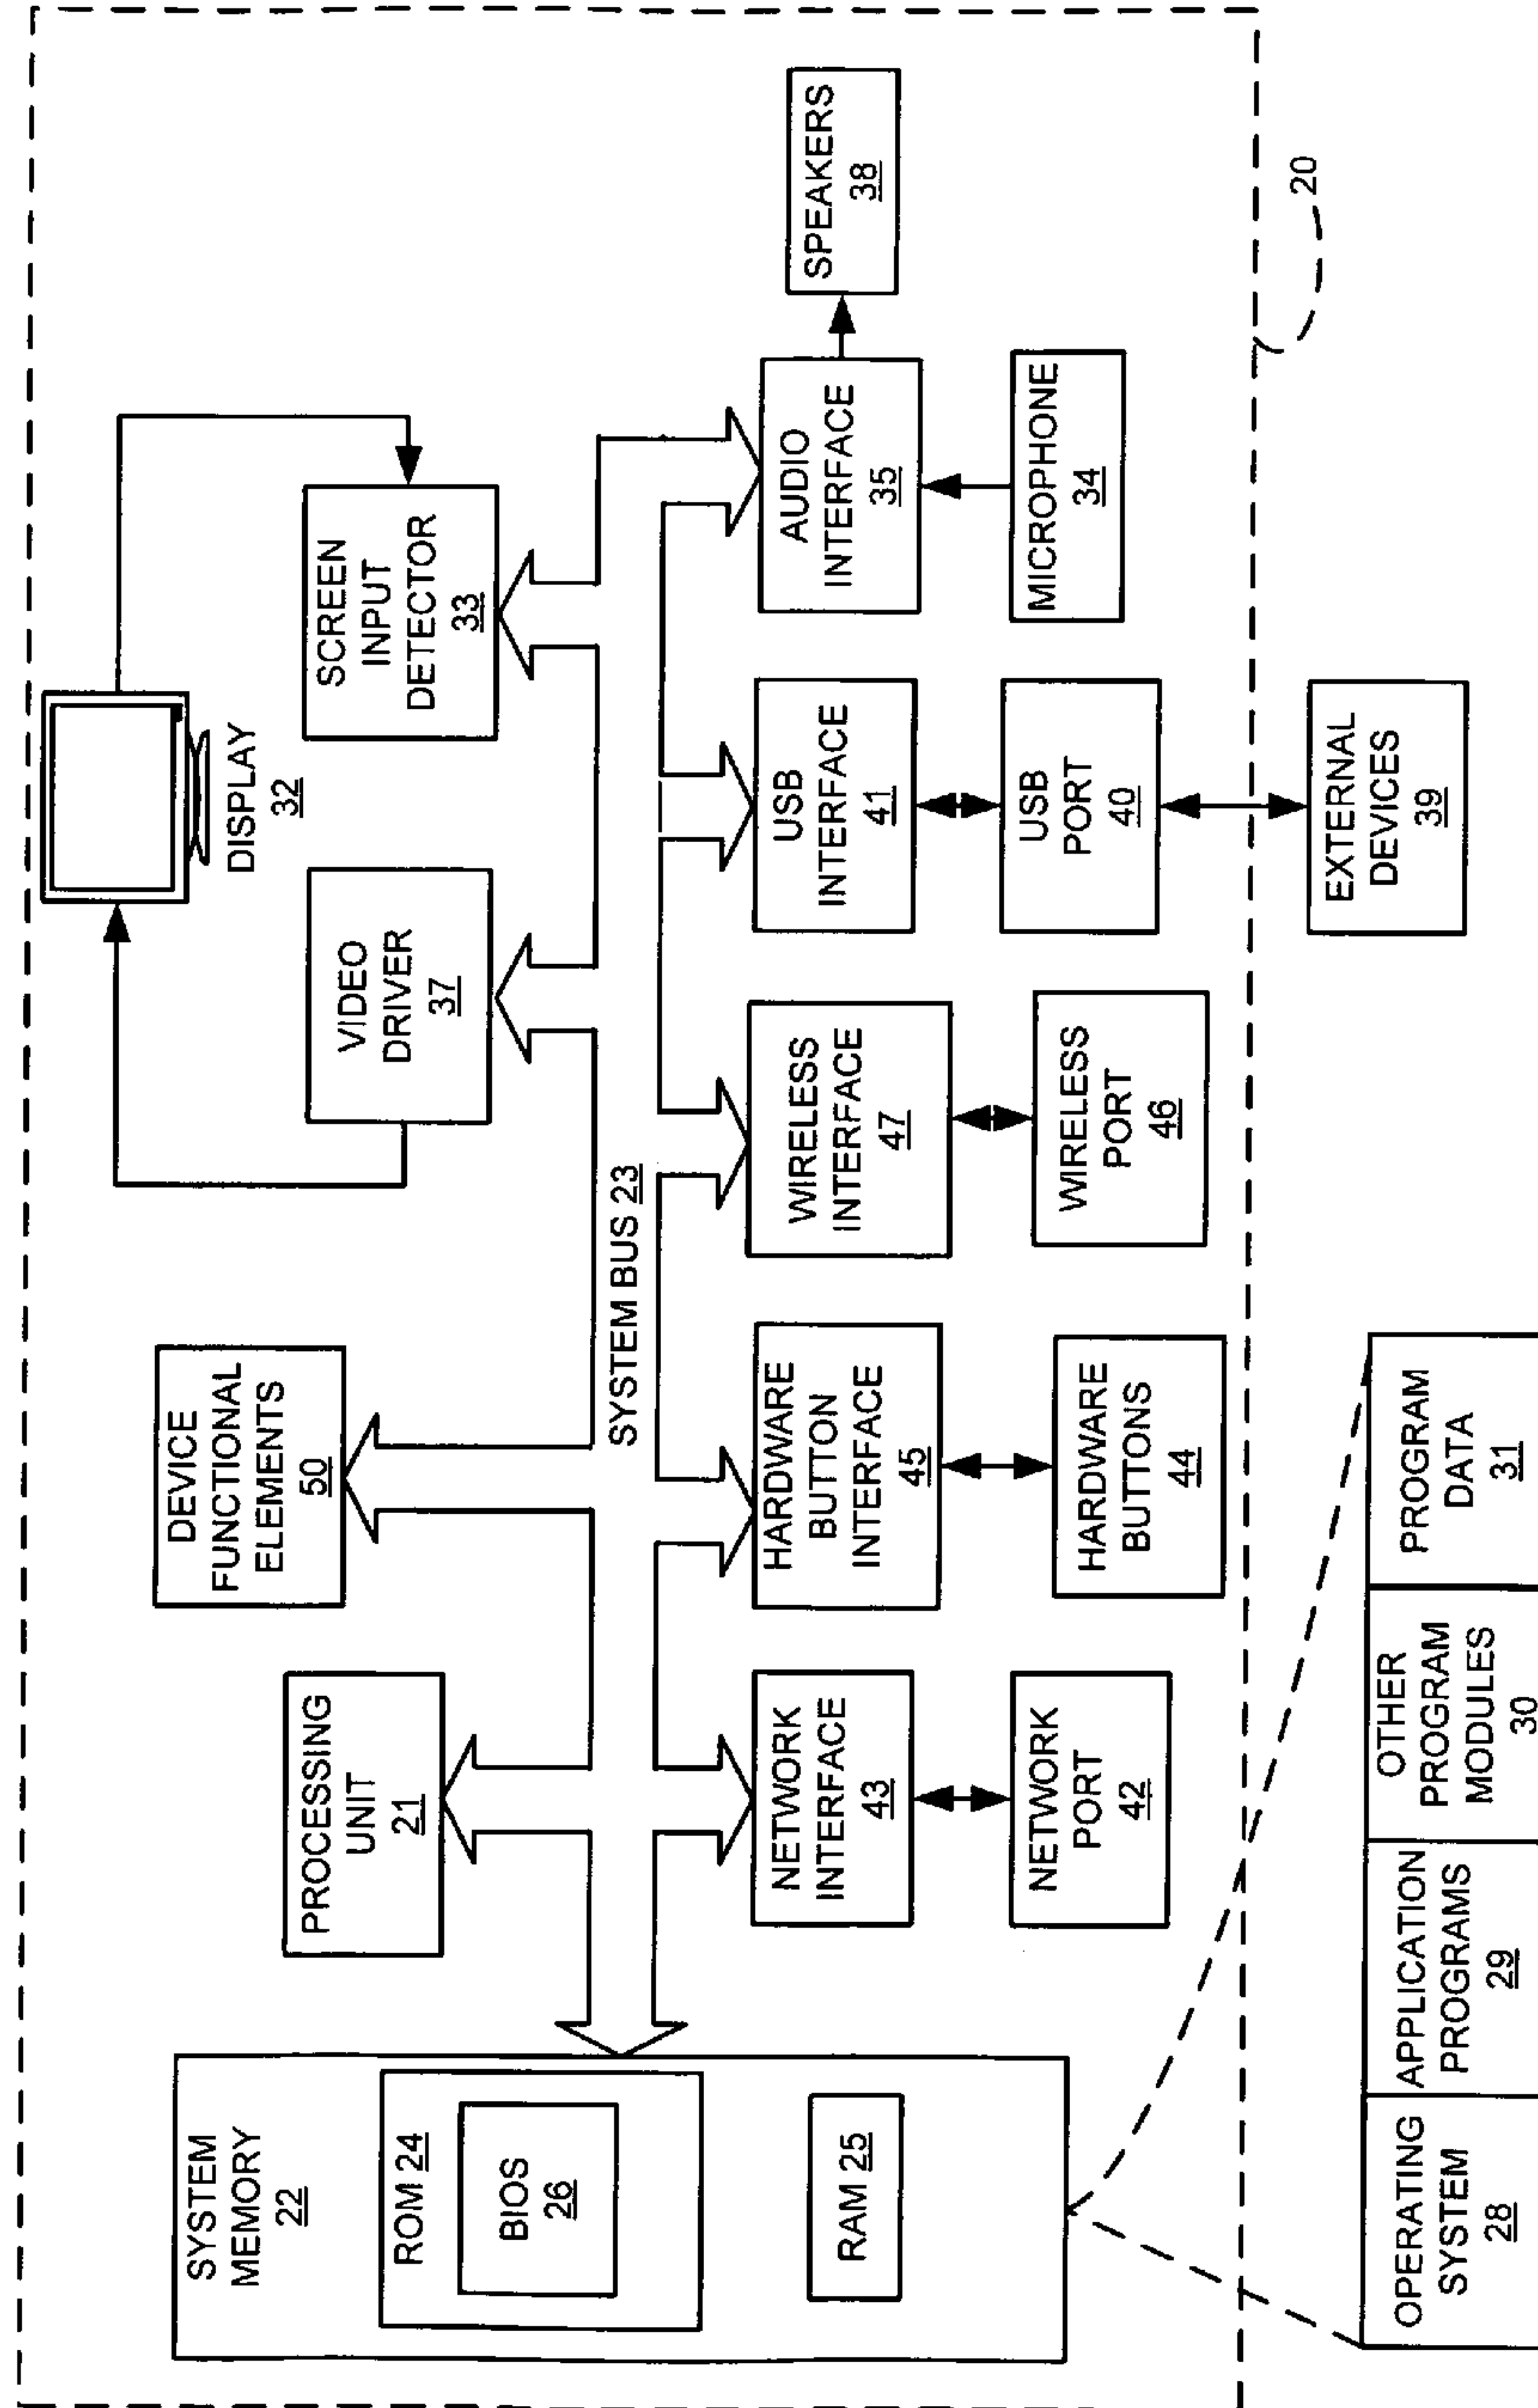 SYSTEM
MEMORY
22
ROM 24
BIOS
26
RAM 25
PROCESSING
UNIT
21
DEVICE
FUNCTIONAL
ELEMENTS
50
VIDEO
DRIVER
37
DISPLAY
32
SCREEN
INPUT
DETECTOR
33
SYSTEM BUS 23
NETWORK
INTERFACE
43
HARDWARE
BUTTON
INTERFACE
45
WIRELESS
INTERFACE
47
USB
INTERFACE
41
AUDIO
INTERFACE
35
SPEAKERS
38
NETWORK
PORT
42
HARDWARE
BUTTONS
44
WIRELESS
PORT
46
USB
PORT
40
MICROPHONE
34
20
OPERATING
SYSTEM
28
APPLICATION
PROGRAMS
29
OTHER
PROGRAM
MODULES
30
PROGRAM
DATA
31
EXTERNAL
DEVICES
39